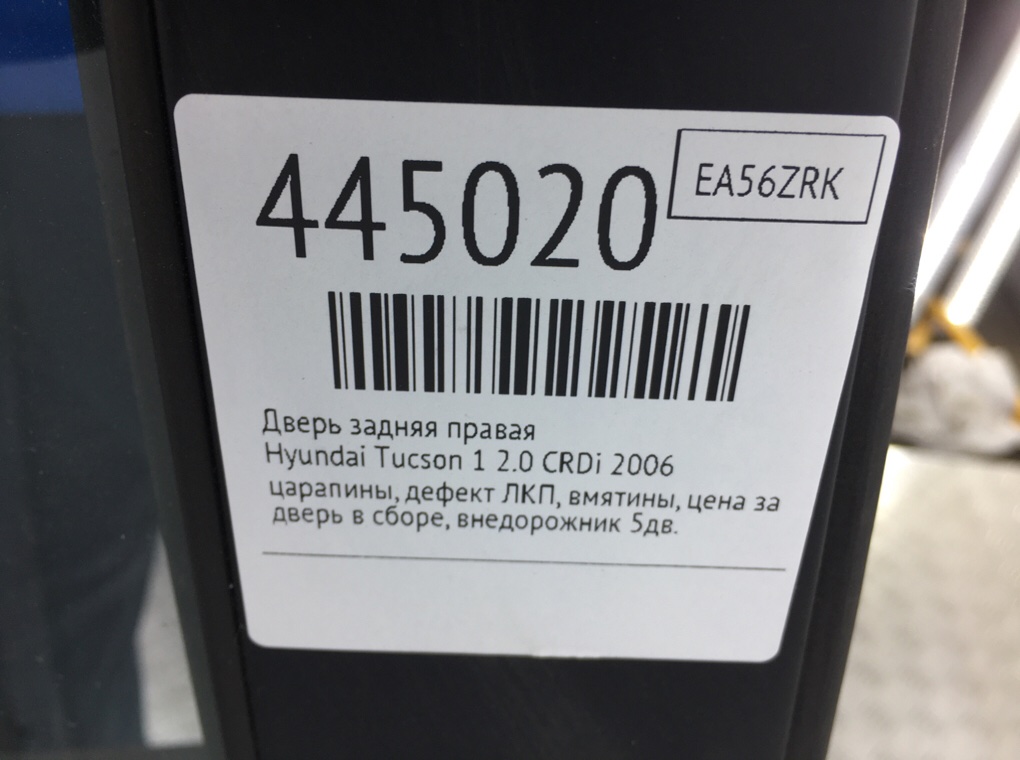 445020
EA56ZRK
Дверь задняя правая
Hyundai Tucson 1 2.0 CRDi 2006
царапины, дефект ЛКП, вмятины, цена за
дверь в сборе, внедорожник 5дв.